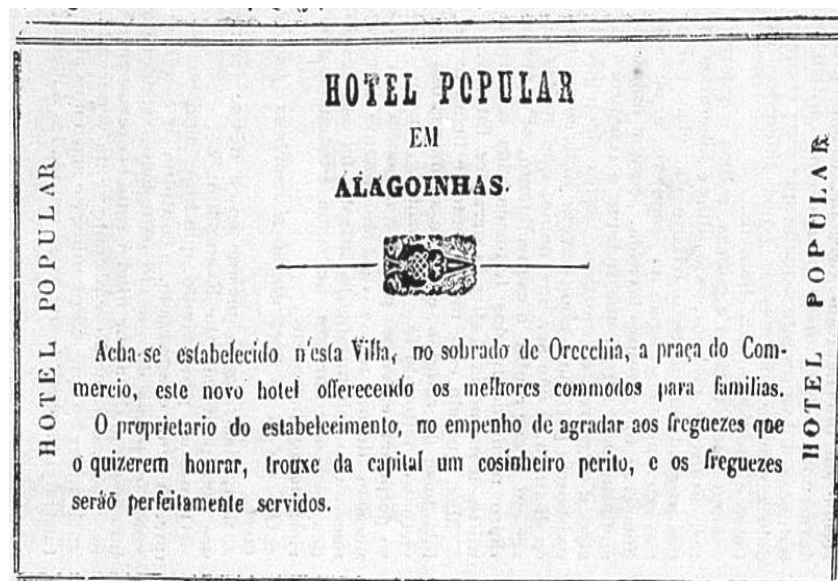 HOTEL POPULAR
EM
ALAGOINHAS.
HOTEL POPULAR
HOTEL POPULAR
Acha-se estabelecido n'esta Villa, no sobrado de Orecchia, a praça do Com-
mercio, este novo hotel offerecendo os melhores commodos para familias.
O proprietario do estabelecimento, no empenho de agradar aos freguezes que
o quizerem honrar, trouxe da capital um cosinheiro perito, e os freguezes
serão perfeitamente servidos.